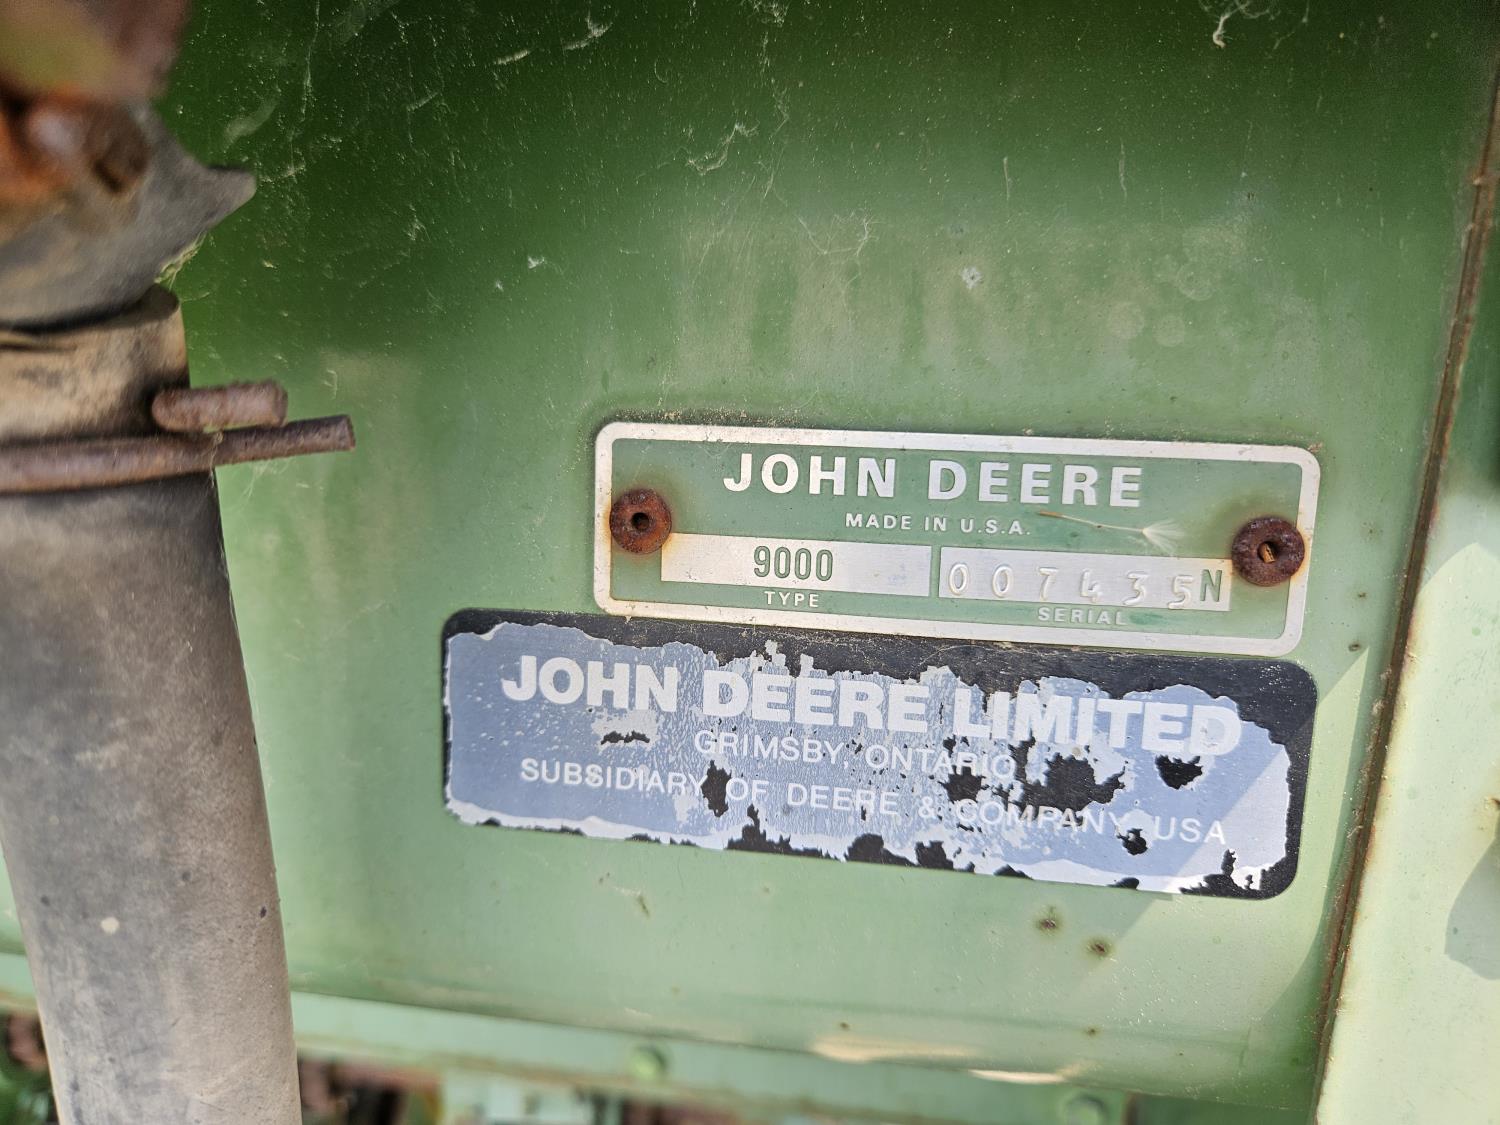 JOHN DEERE
MADE IN U.S.A.
9000 007435N
TYPE SERIAL
JOHN DEERE LIMITED
GRIMSBY, ONTARIO
SUBSIDIARY OF DEERE & COMPANY, USA